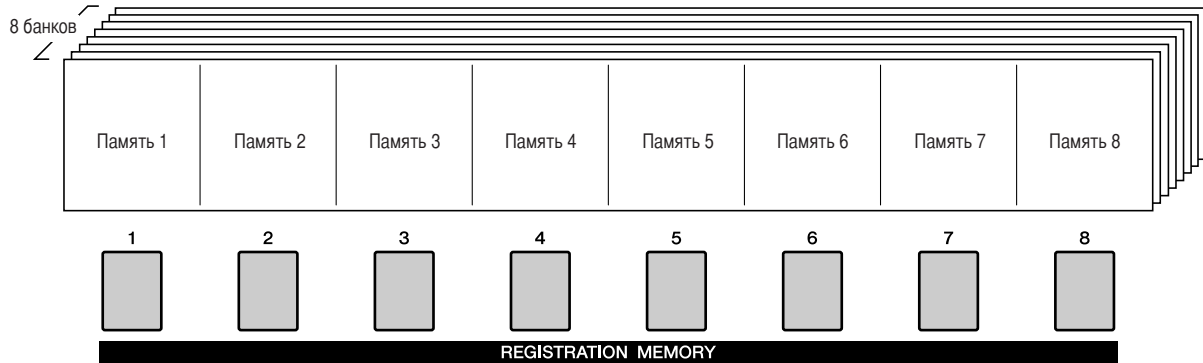 8 банков
Память 1 Память 2 Память 3 Память 4 Память 5 Память 6 Память 7 Память 8
1 2 3 4 5 6 7 8
REGISTRATION MEMORY